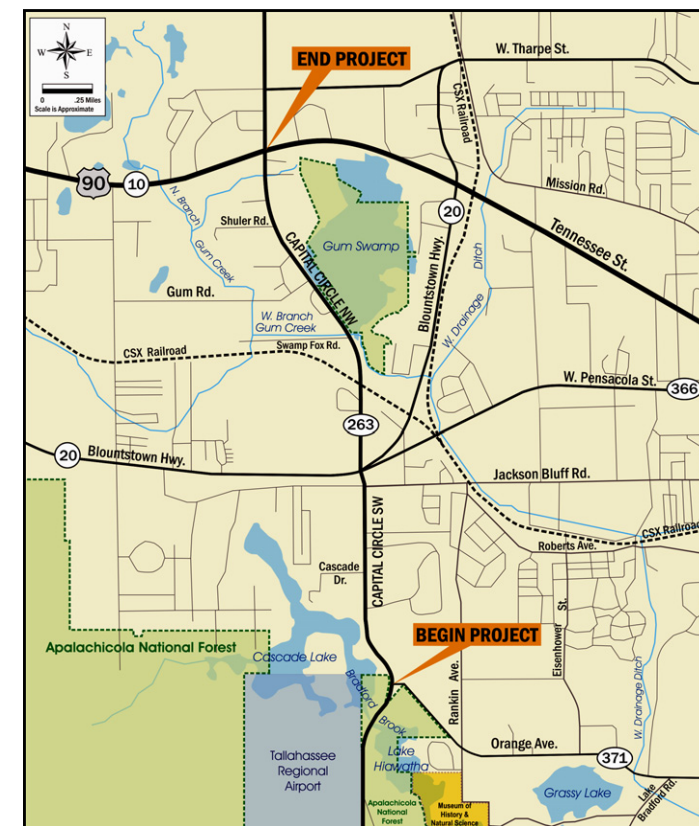 N
W
E
S
0
.25 Miles
Scale is Approximate
END PROJECT
W. Tharpe St.
CSX Railroad
90
10
Mission Rd.
N. Branch
Gum Creek
Shuler Rd.
Gum Swamp
20
Tennessee St.
CAPITAL CIRCLE NW
Blountstown Hwy.
W. Drainage Ditch
Gum Rd.
W. Branch
Gum Creek
Swamp Fox Rd.
CSX Railroad
W. Pensacola St.
366
263
20
Blountstown Hwy.
Jackson Bluff Rd.
CAPITAL CIRCLE SW
CSX Railroad
Roberts Ave.
Cascade
Dr.
Eisenhower St.
BEGIN PROJECT
Apalachicola National Forest
Cascade Lake
Bradford Brook
Rankin Ave.
W. Drainage Ditch
Orange Ave.
371
Tallahassee
Regional
Airport
Lake
Hiawatha
Grassy Lake
Lake
Bradford Rd.
Apalachicola
National
Forest
Museum of
History &
Natural Science